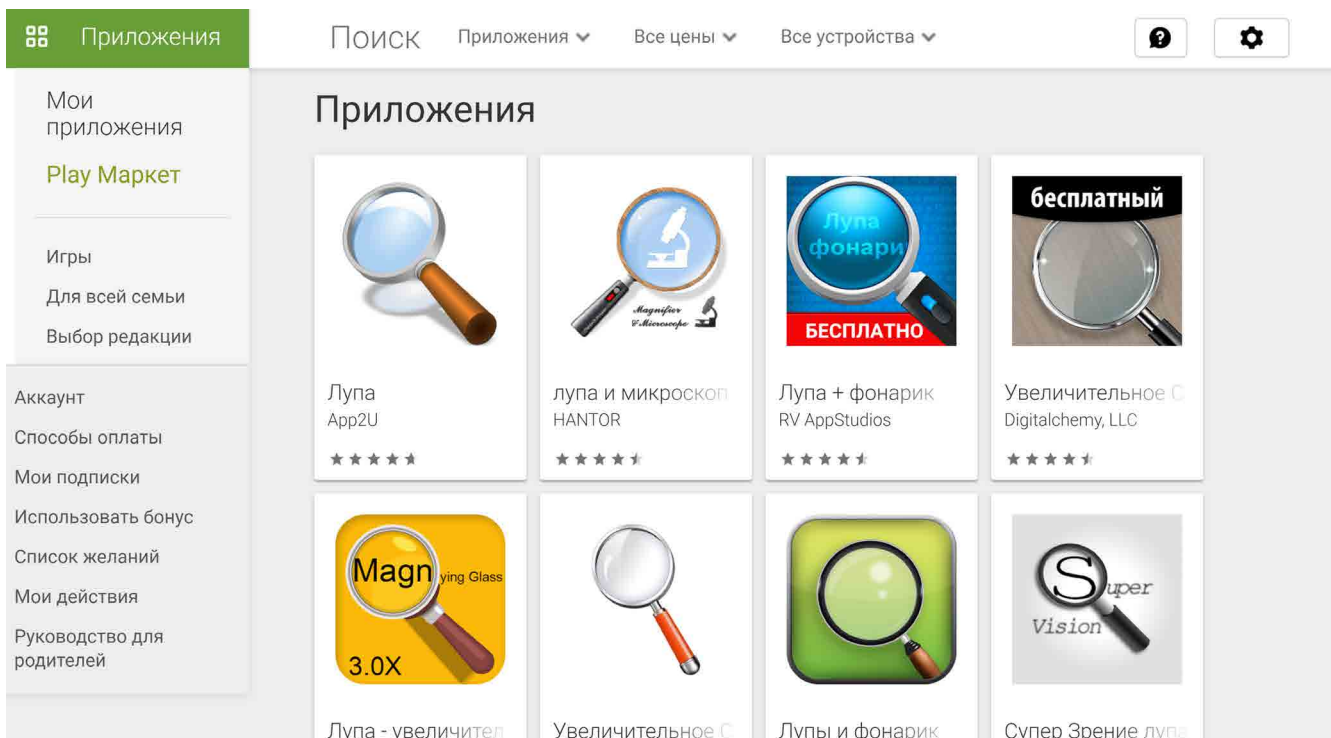 Приложения
Поиск
Приложения
Все цены
Все устройства
Мои
приложения
Play Маркет
Игры
Для всей семьи
Выбор редакции
Аккаунт
Способы оплаты
Мои подписки
Использовать бонус
Список желаний
Мои действия
Руководство для
родителей
Приложения
Magnifier
& Microscope
Лупа
фонари
БЕСПЛАТНО
бесплатный
Лупа
App2U
лупа и микроскоп
HANTOR
Лупа + фонарик
RV AppStudios
Увеличительное С
Digitalchemy, LLC
Magnying Glass
3.0X
Super
Vision
Лупа - увеличител
Увеличительное С
Лупы и фонарик
Супер Зрение лупа